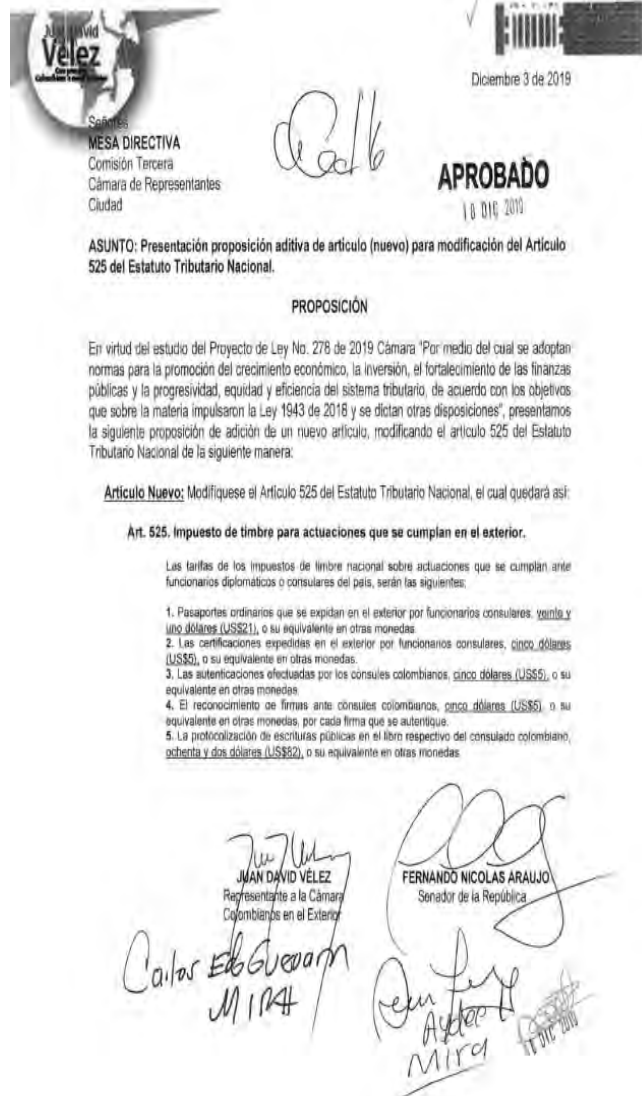 Juan David
Vélez
Diciembre 3 de 2019
Señores
MESA DIRECTIVA
Comisión Tercera
Cámara de Representantes
Ciudad
APROBADO
DIC 2019
ASUNTO: Presentación proposición aditiva de artículo (nuevo) para modificación del Artículo
525 del Estatuto Tributario Nacional.
PROPOSICIÓN
En virtud del estudio del Proyecto de Ley No. 278 de 2019 Cámara "Por medio del cual se adoptan
normas para la promoción del crecimiento económico, la inversión, el fortalecimiento de las finanzas
públicas y la progresividad, equidad y eficiencia del sistema tributario, de acuerdo con los objetivos
que sobre la materia impulsaron la Ley 1943 de 2018 y se dictan otras disposiciones", presentamos
la siguiente proposición de adición de un nuevo artículo, modificando el artículo 525 del Estatuto
Tributario Nacional de la siguiente manera:
Artículo Nuevo: Modifíquese el Artículo 525 del Estatuto Tributario Nacional, el cual quedará así:
Art. 525. Impuesto de timbre para actuaciones que se cumplan en el exterior.
Las tarifas de los impuestos de timbre nacional sobre actuaciones que se cumplan ante
funcionarios diplomáticos o consulares del país, serán las siguientes:
1. Pasaportes ordinarios que se expidan en el exterior por funcionarios consulares, veinte y
uno dólares (US$21), o su equivalente en otras monedas.
2. Las certificaciones expedidas en el exterior por funcionarios consulares, cinco dólares
(US$5), o su equivalente en otras monedas.
3. Las autenticaciones efectuadas por los cónsules colombianos, cinco dólares (US$5), o su
equivalente en otras monedas
4. El reconocimiento de firmas ante cónsules colombianos, cinco dólares (US$5), o su
equivalente en otras monedas, por cada firma que se autentique.
5. La protocolización de escrituras públicas en el libro respectivo del consulado colombiano,
ochenta y dos dólares (US$82), o su equivalente en otras monedas
JUAN DAVID VÉLEZ
Representante a la Cámara
Colombianos en el Exterior
FERNANDO NICOLAS ARAUJO
Senador de la República
Carlos Ed Guevara
MIRA
Aydee
Mira
DIC 2019